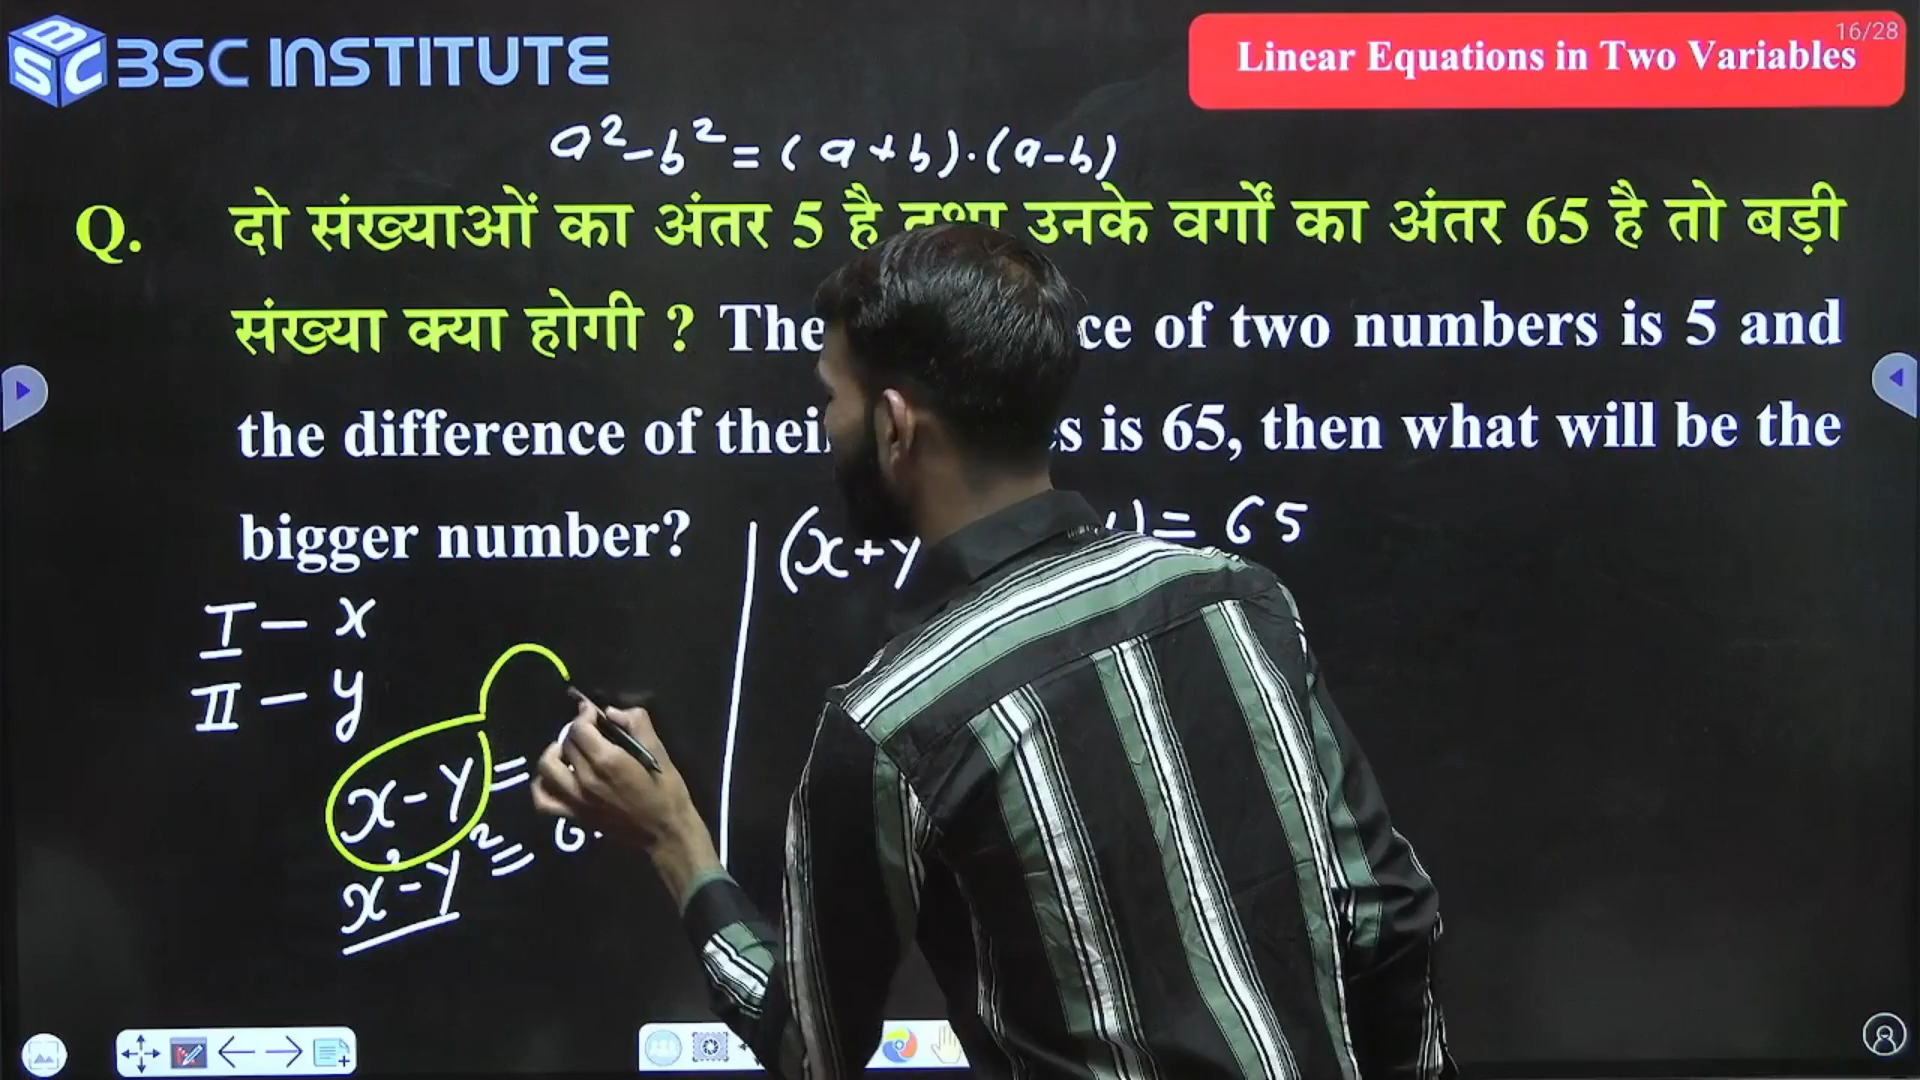 BSC
BSC INSTITUTE
16/28
Linear Equations in Two Variables
a²-b² = (a+b).(a-b)
Q. दो संख्याओं का अंतर 5 है उनके वर्गों का अंतर 65 है तो बड़ी
संख्या क्या होगी ? The of two numbers is 5 and
the difference of is 65, then what will be the
bigger number?
(x+y = 65
I - x
II - y
x-y =
x²-y² =